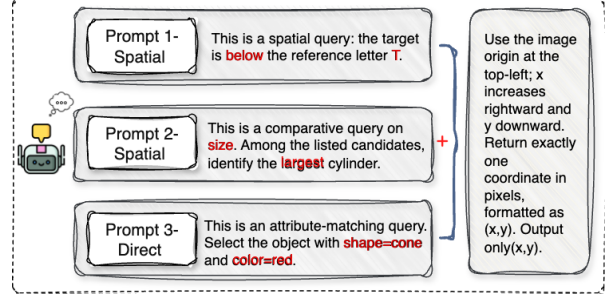 Prompt 1-
Spatial
This is a spatial query: the target
is below the reference letter T.
Prompt 2-
Spatial
This is a comparative query on
size. Among the listed candidates,
identify the largest cylinder.
Prompt 3-
Direct
This is an attribute-matching query.
Select the object with shape=cone
and color=red.
+
Use the image
origin at the
top-left; x
increases
rightward and
y downward.
Return exactly
one
coordinate in
pixels,
formatted as
(x,y). Output
only(x,y).